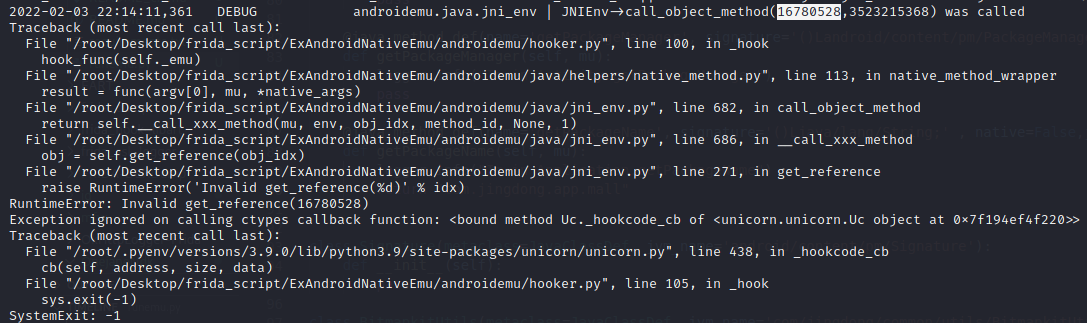 2022-02-03 22:14:11,361   DEBUG            androidemu.java.jni_env | JNIEnv->call_object_method(16780528,3523215368) was called
Traceback (most recent call last):
  File "/root/Desktop/frida_script/ExAndroidNativeEmu/androidemu/hooker.py", line 100, in _hook
    hook_func(self._emu)
  File "/root/Desktop/frida_script/ExAndroidNativeEmu/androidemu/java/helpers/native_method.py", line 113, in native_method_wrapper
    result = func(argv[0], mu, *native_args)
  File "/root/Desktop/frida_script/ExAndroidNativeEmu/androidemu/java/jni_env.py", line 682, in call_object_method
    return self.__call_xxx_method(mu, env, obj_idx, method_id, None, 1)
  File "/root/Desktop/frida_script/ExAndroidNativeEmu/androidemu/java/jni_env.py", line 686, in __call_xxx_method
    obj = self.get_reference(obj_idx)
  File "/root/Desktop/frida_script/ExAndroidNativeEmu/androidemu/java/jni_env.py", line 271, in get_reference
    raise RuntimeError('Invalid get_reference(%d)' % idx)
RuntimeError: Invalid get_reference(16780528)
Exception ignored on calling ctypes callback function: <bound method Uc._hookcode_cb of <unicorn.unicorn.Uc object at 0x7f194ef4f220>>
Traceback (most recent call last):
  File "/root/.pyenv/versions/3.9.0/lib/python3.9/site-packages/unicorn/unicorn.py", line 438, in _hookcode_cb
    cb(self, address, size, data)
  File "/root/Desktop/frida_script/ExAndroidNativeEmu/androidemu/hooker.py", line 105, in _hook
    sys.exit(-1)
SystemExit: -1